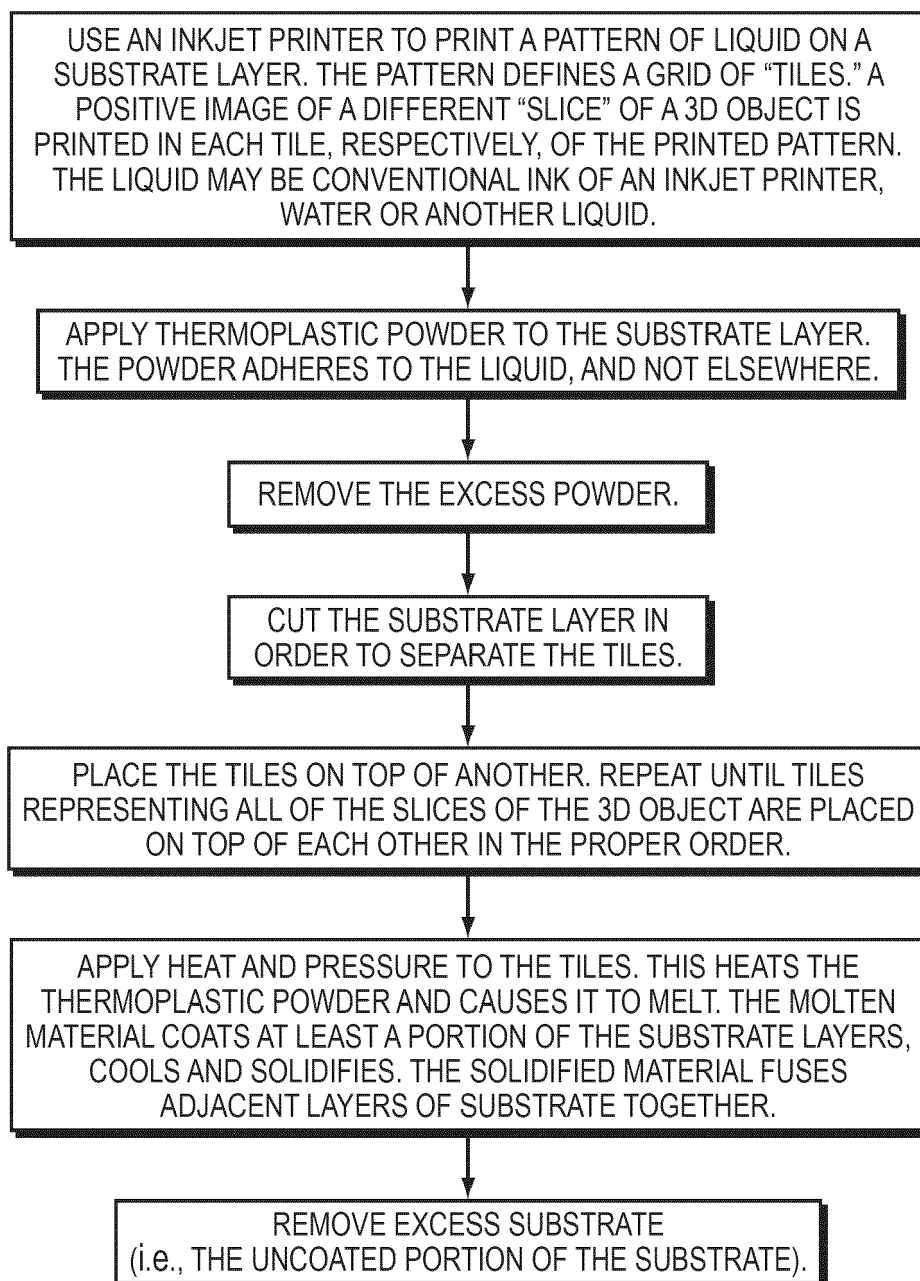 USE AN INKJET PRINTER TO PRINT A PATTERN OF LIQUID ON A
SUBSTRATE LAYER. THE PATTERN DEFINES A GRID OF “TILES.” A
POSITIVE IMAGE OF A DIFFERENT “SLICE” OF A 3D OBJECT IS
PRINTED IN EACH TILE, RESPECTIVELY, OF THE PRINTED PATTERN.
THE LIQUID MAY BE CONVENTIONAL INK OF AN INKJET PRINTER,
WATER OR ANOTHER LIQUID.
APPLY THERMOPLASTIC POWDER TO THE SUBSTRATE LAYER.
THE POWDER ADHERES TO THE LIQUID, AND NOT ELSEWHERE.
REMOVE THE EXCESS POWDER.
CUT THE SUBSTRATE LAYER IN
ORDER TO SEPARATE THE TILES.
PLACE THE TILES ON TOP OF ANOTHER. REPEAT UNTIL TILES
REPRESENTING ALL OF THE SLICES OF THE 3D OBJECT ARE PLACED
ON TOP OF EACH OTHER IN THE PROPER ORDER.
APPLY HEAT AND PRESSURE TO THE TILES. THIS HEATS THE
THERMOPLASTIC POWDER AND CAUSES IT TO MELT. THE MOLTEN
MATERIAL COATS AT LEAST A PORTION OF THE SUBSTRATE LAYERS,
COOLS AND SOLIDIFIES. THE SOLIDIFIED MATERIAL FUSES
ADJACENT LAYERS OF SUBSTRATE TOGETHER.
REMOVE EXCESS SUBSTRATE
(i.e., THE UNCOATED PORTION OF THE SUBSTRATE).